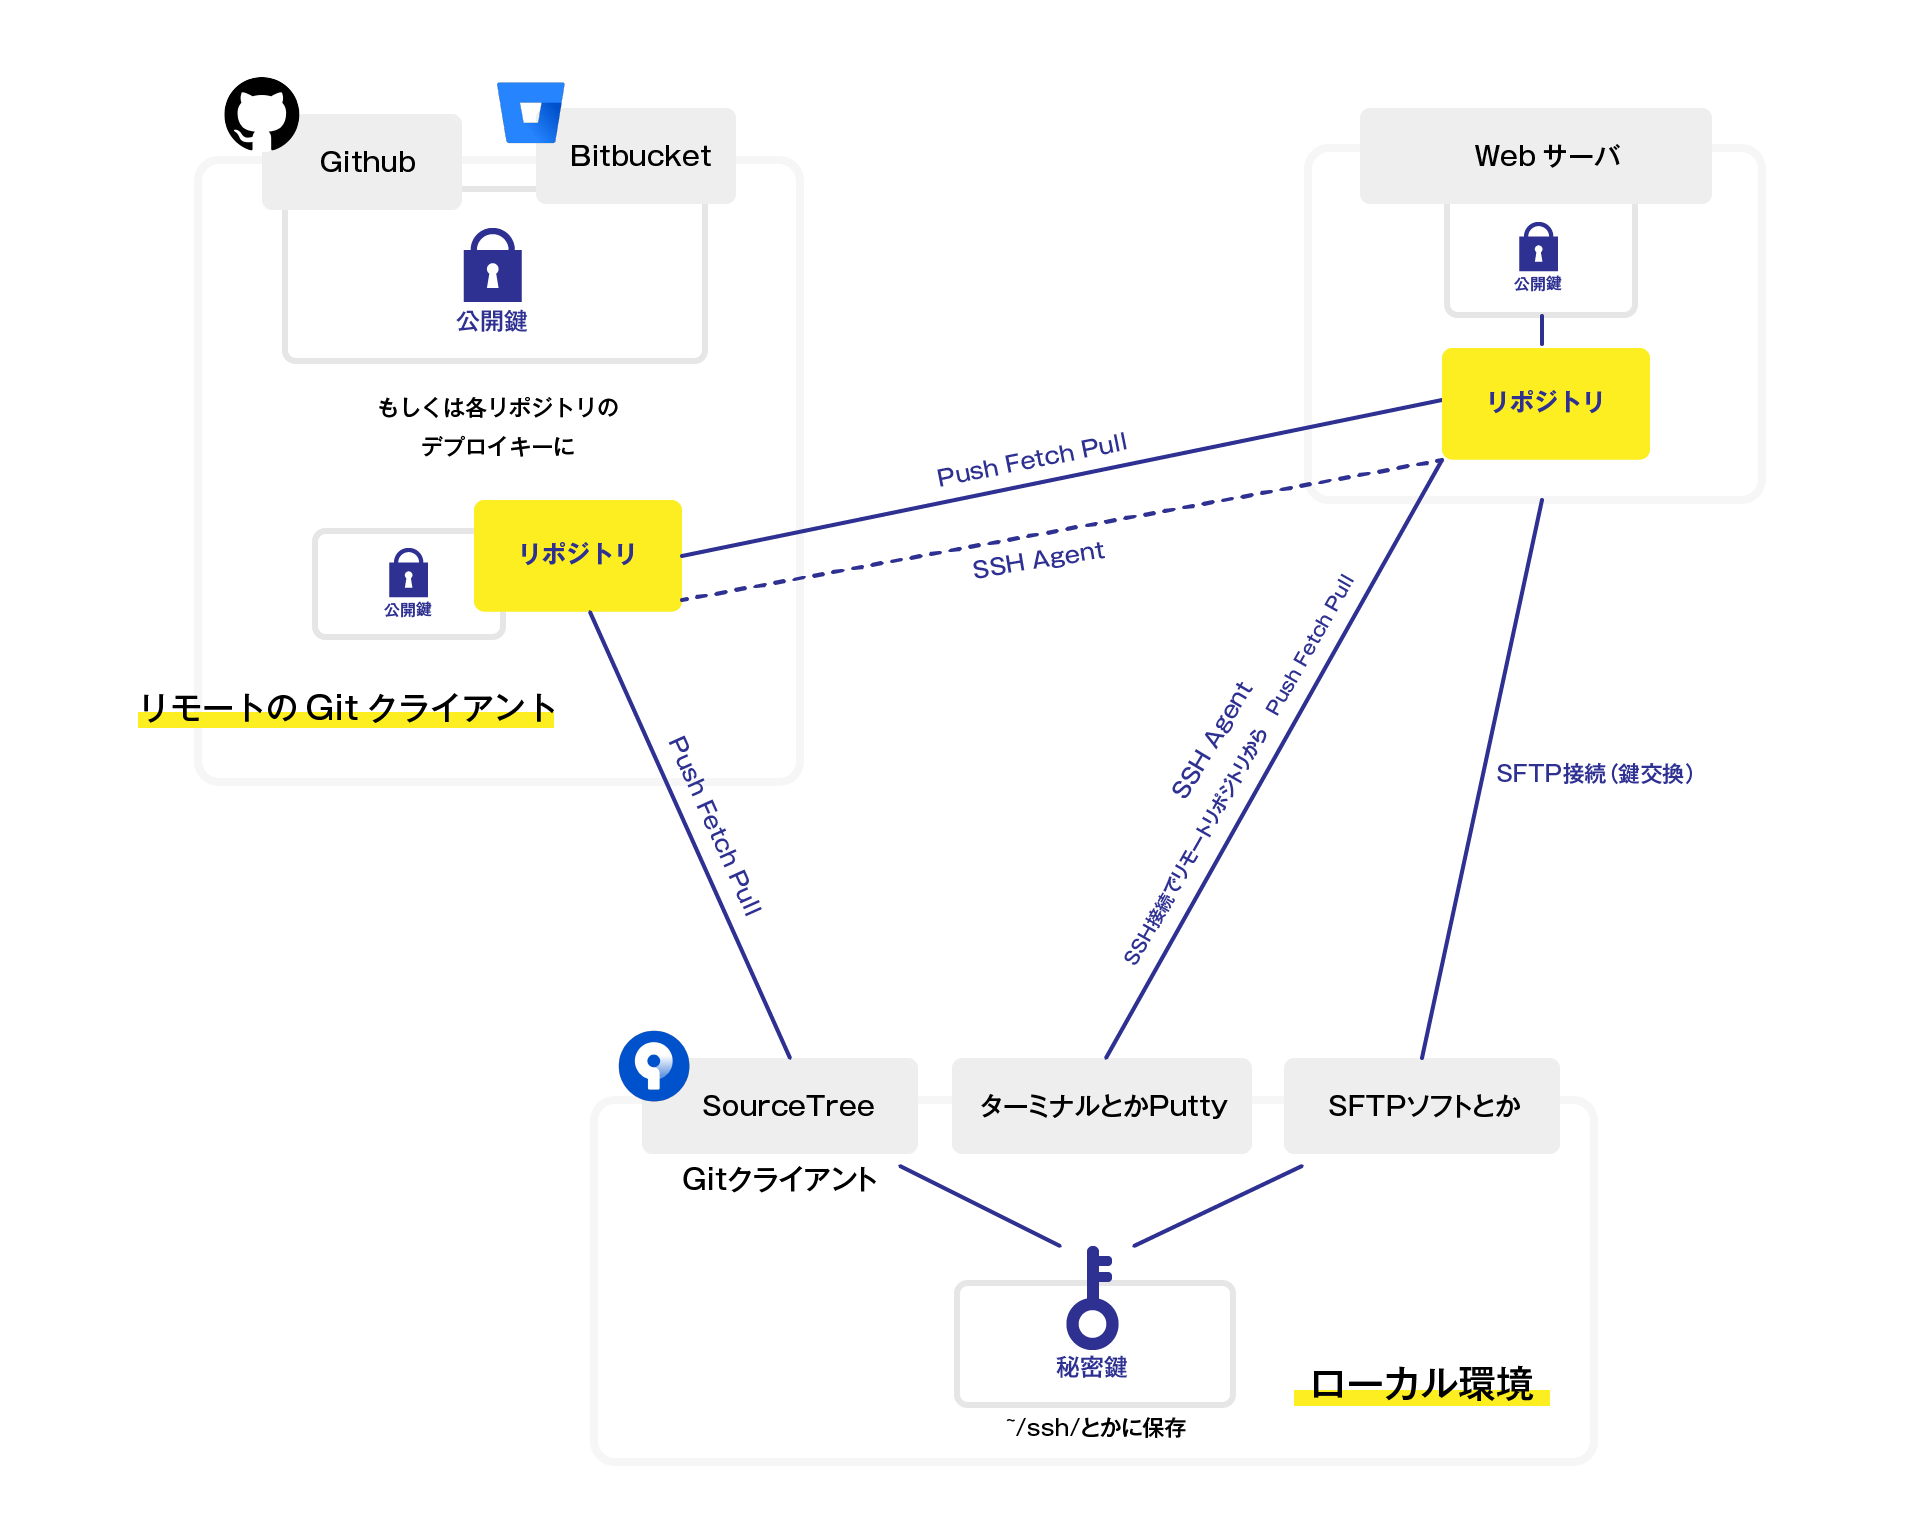 Github
Bitbucket
公開鍵
もしくは各リポジトリの
デプロイキーに
リポジトリ
公開鍵
リモートの Git クライアント
Web サーバ
公開鍵
リポジトリ
Push Fetch Pull
SSH Agent
Push Fetch Pull
SSH Agent
SSH接続でリモートリポジトリから Push Fetch Pull
SFTP接続（鍵交換）
SourceTree
Gitクライアント
ターミナルとかPutty
SFTPソフトとか
秘密鍵
~/ssh/とかに保存
ローカル環境